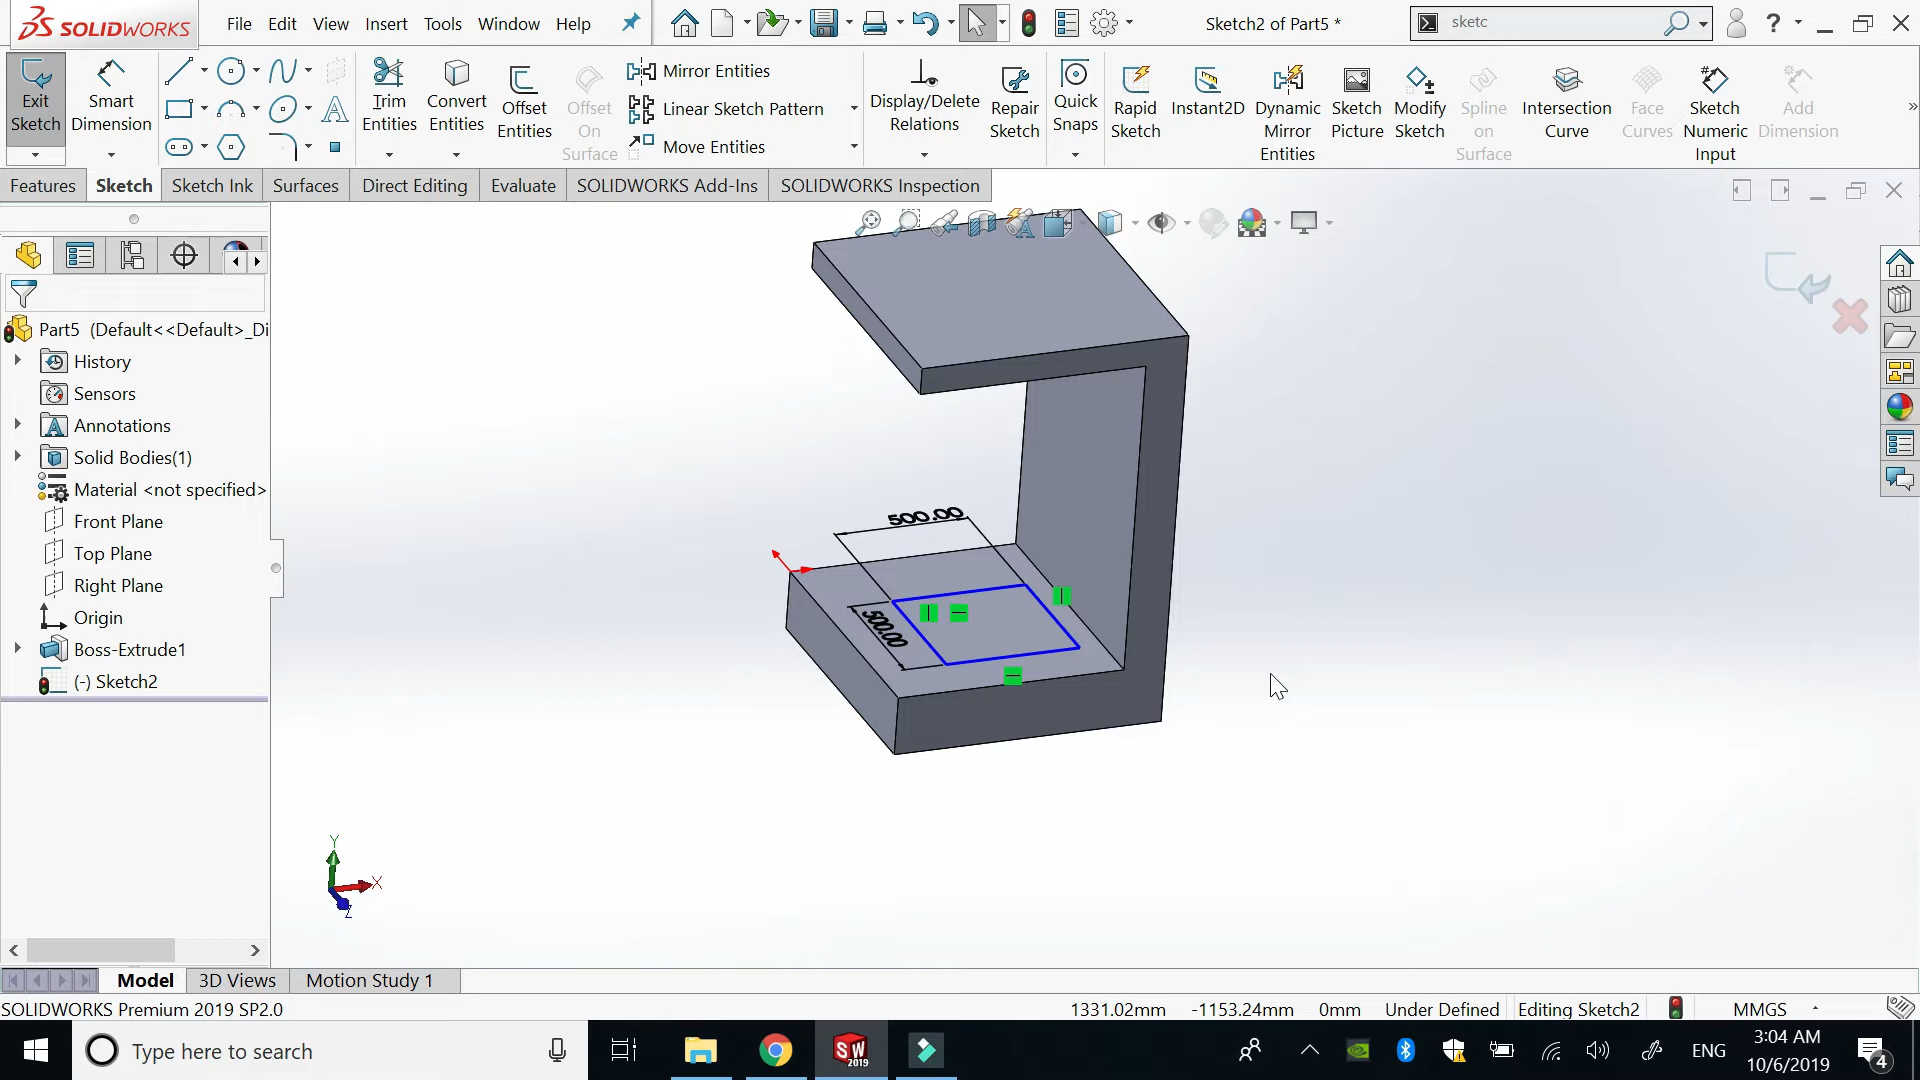 SOLIDWORKS
File Edit View Insert Tools Window Help
Sketch2 of Part5 *
sketc
?
Exit Sketch
Smart Dimension
Trim Entities
Convert Entities
Offset Entities
Offset On Surface
Mirror Entities
Linear Sketch Pattern
Move Entities
Display/Delete Relations
Repair Sketch
Quick Snaps
Rapid Sketch
Instant2D
Dynamic Mirror Entities
Sketch Picture
Modify Sketch
Spline on Surface
Intersection Curve
Face Curves
Sketch Numeric Input
Add Dimension
Features Sketch Sketch Ink Surfaces Direct Editing Evaluate SOLIDWORKS Add-Ins SOLIDWORKS Inspection
Part5 (Default<<Default>_Di
History
Sensors
Annotations
Solid Bodies(1)
Material <not specified>
Front Plane
Top Plane
Right Plane
Origin
Boss-Extrude1
(-) Sketch2
500.00
500.00
Y
X
Z
Model 3D Views Motion Study 1
SOLIDWORKS Premium 2019 SP2.0
1331.02mm -1153.24mm 0mm Under Defined Editing Sketch2 MMGS
Type here to search
SW 2019
ENG
3:04 AM
10/6/2019
4